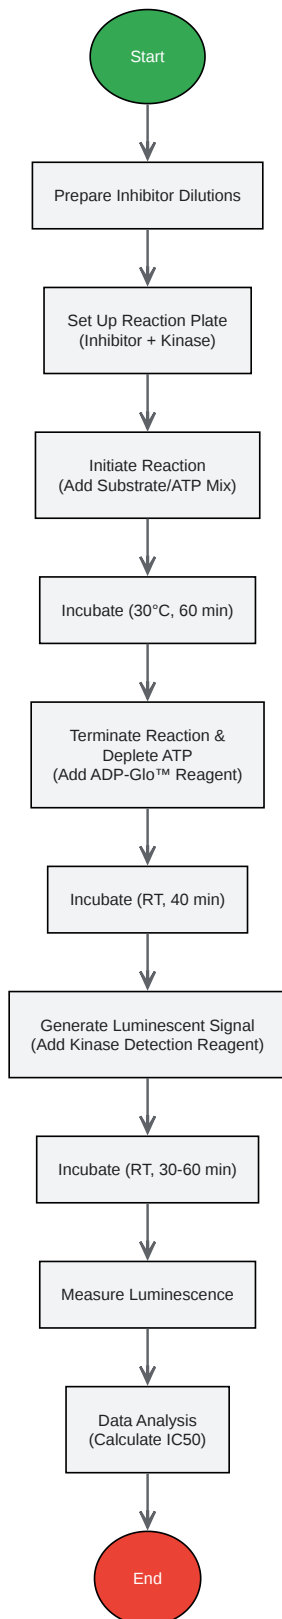 Start
Prepare Inhibitor Dilutions
Set Up Reaction Plate
(Inhibitor + Kinase)
Initiate Reaction
(Add Substrate/ATP Mix)
Incubate (30°C, 60 min)
Terminate Reaction &
Deplete ATP
(Add ADP-Glo™ Reagent)
Incubate (RT, 40 min)
Generate Luminescent Signal
(Add Kinase Detection Reagent)
Incubate (RT, 30-60 min)
Measure Luminescence
Data Analysis
(Calculate IC50)
End